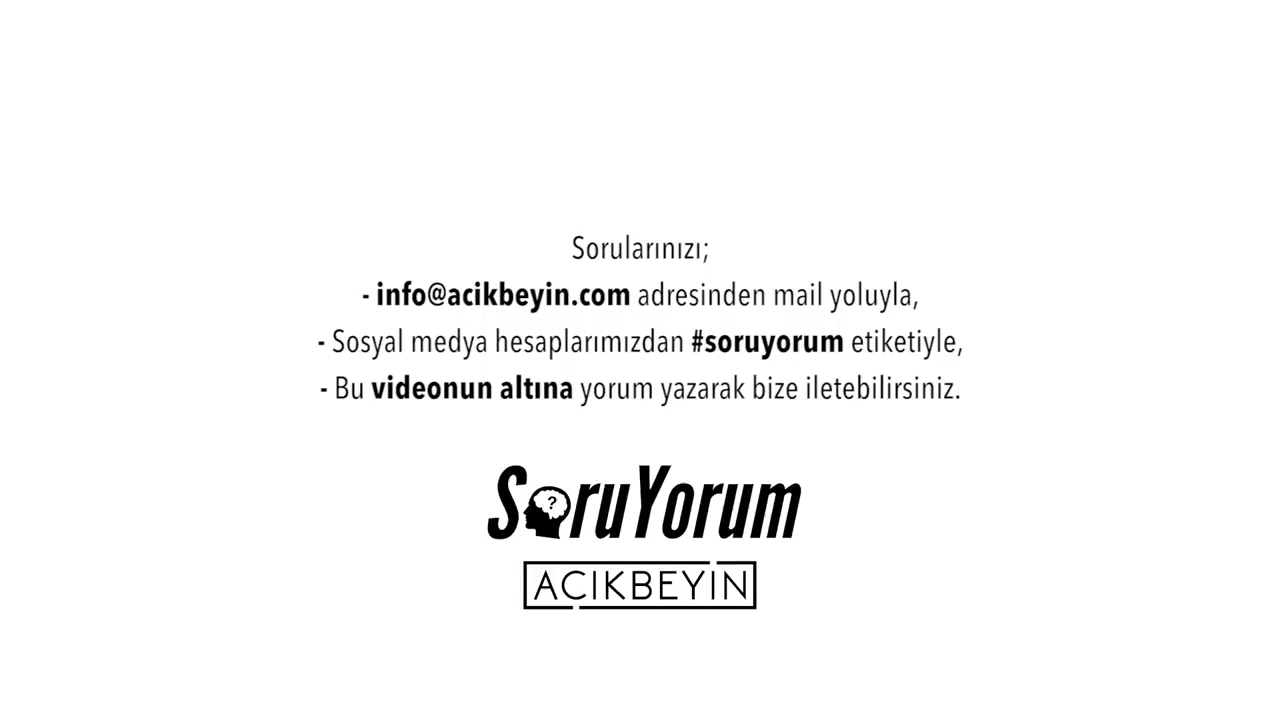 Sorularınızı;
- info@acikbeyin.com adresinden mail yoluyla,
- Sosyal medya hesaplarımızdan #soruyorum etiketiyle,
- Bu videonun altına yorum yazarak bize iletebilirsiniz.
SoruYorum
AÇIKBEYİN